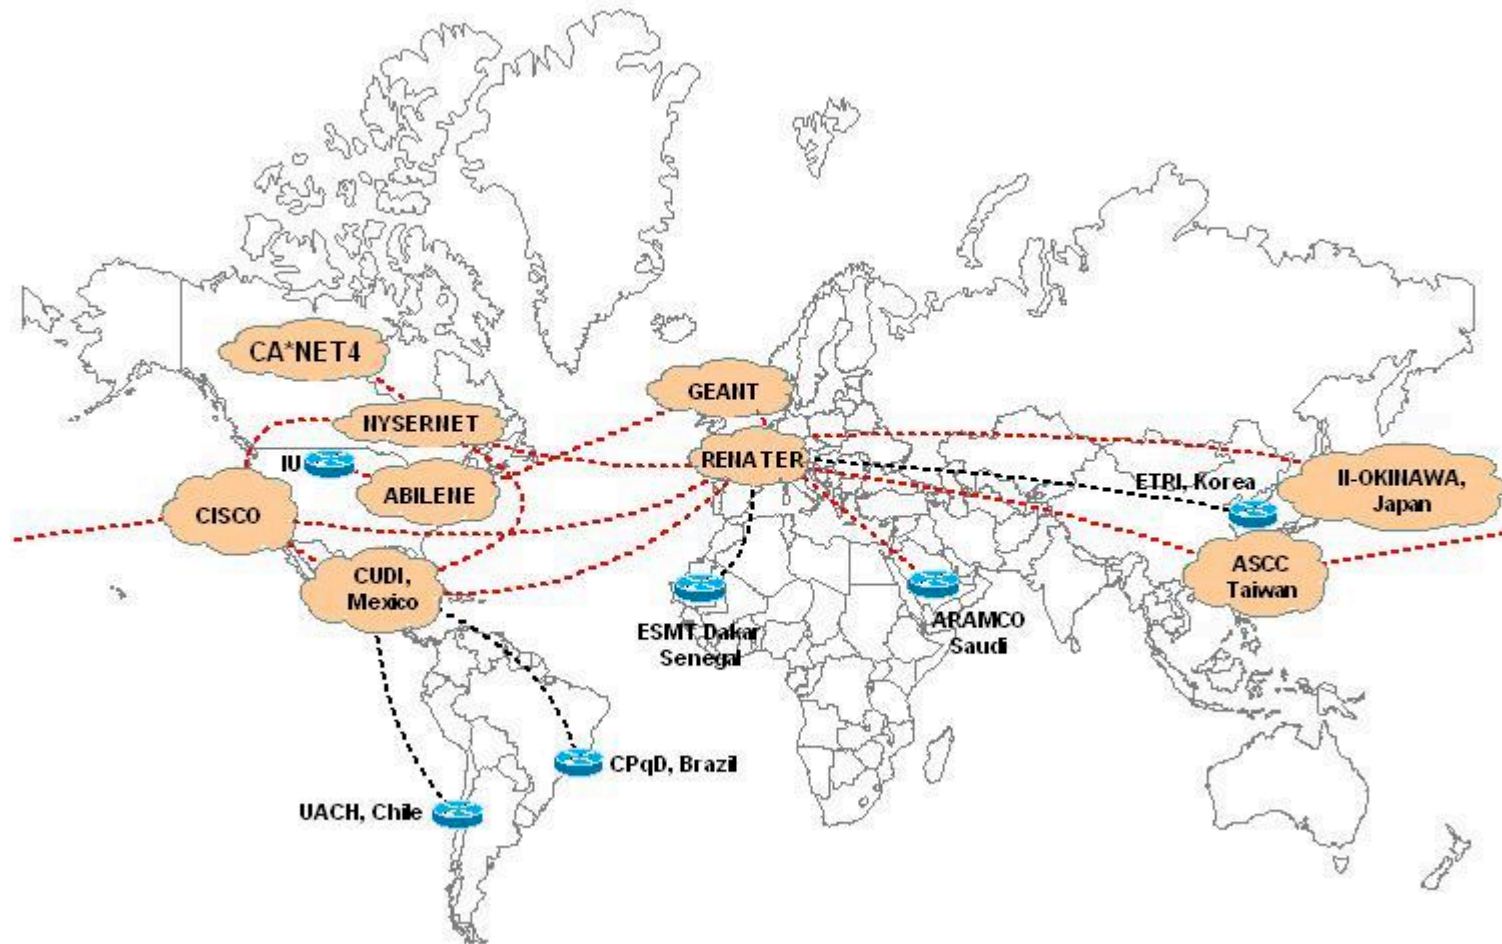 CA*NET4
GEANT
NYSERNET
RENATER
IU
ABILENE
ETRI, Korea
II-OKINAWA,
Japan
CISCO
CUDI,
Mexico
ASCC
Taiwan
ESMT Dakar
Senegal
ARAMCO
Saudi
CPqD, Brazil
UACH, Chile